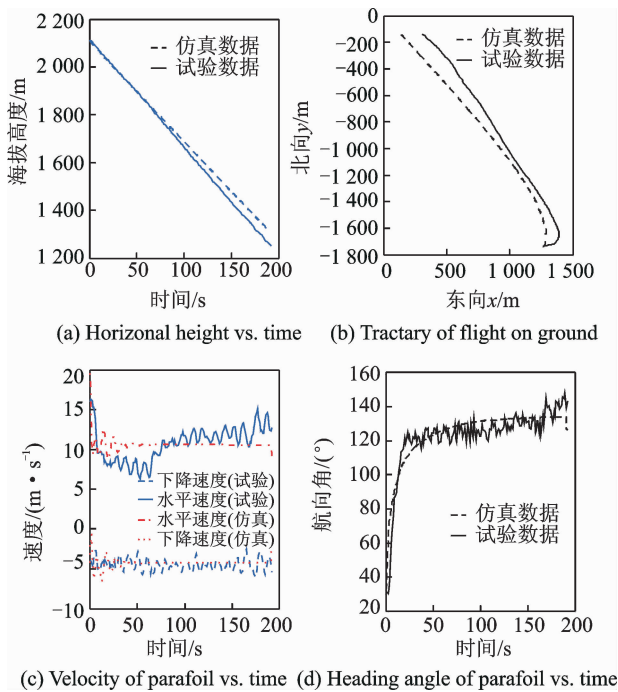 2 200
2 000
1 800
1 600
1 400
1 200
海拔高度/m
仿真数据
试验数据
0 50 100 150 200
时间/s
(a) Horizonal height vs. time
0
−200
−400
−600
−800
−1 000
−1 200
−1 400
−1 600
−1 800
北向y/m
仿真数据
试验数据
0 500 1 000 1 500
东向x/m
(b) Tractary of flight on ground
20
15
10
5
0
−5
−10
速度/(m·s⁻¹)
下降速度(试验)
水平速度(试验)
水平速度(仿真)
下降速度(仿真)
0 50 100 150 200
时间/s
(c) Velocity of parafoil vs. time
160
140
120
100
80
60
40
20
航向角/(°)
仿真数据
试验数据
0 50 100 150 200
时间/s
(d) Heading angle of parafoil vs. time